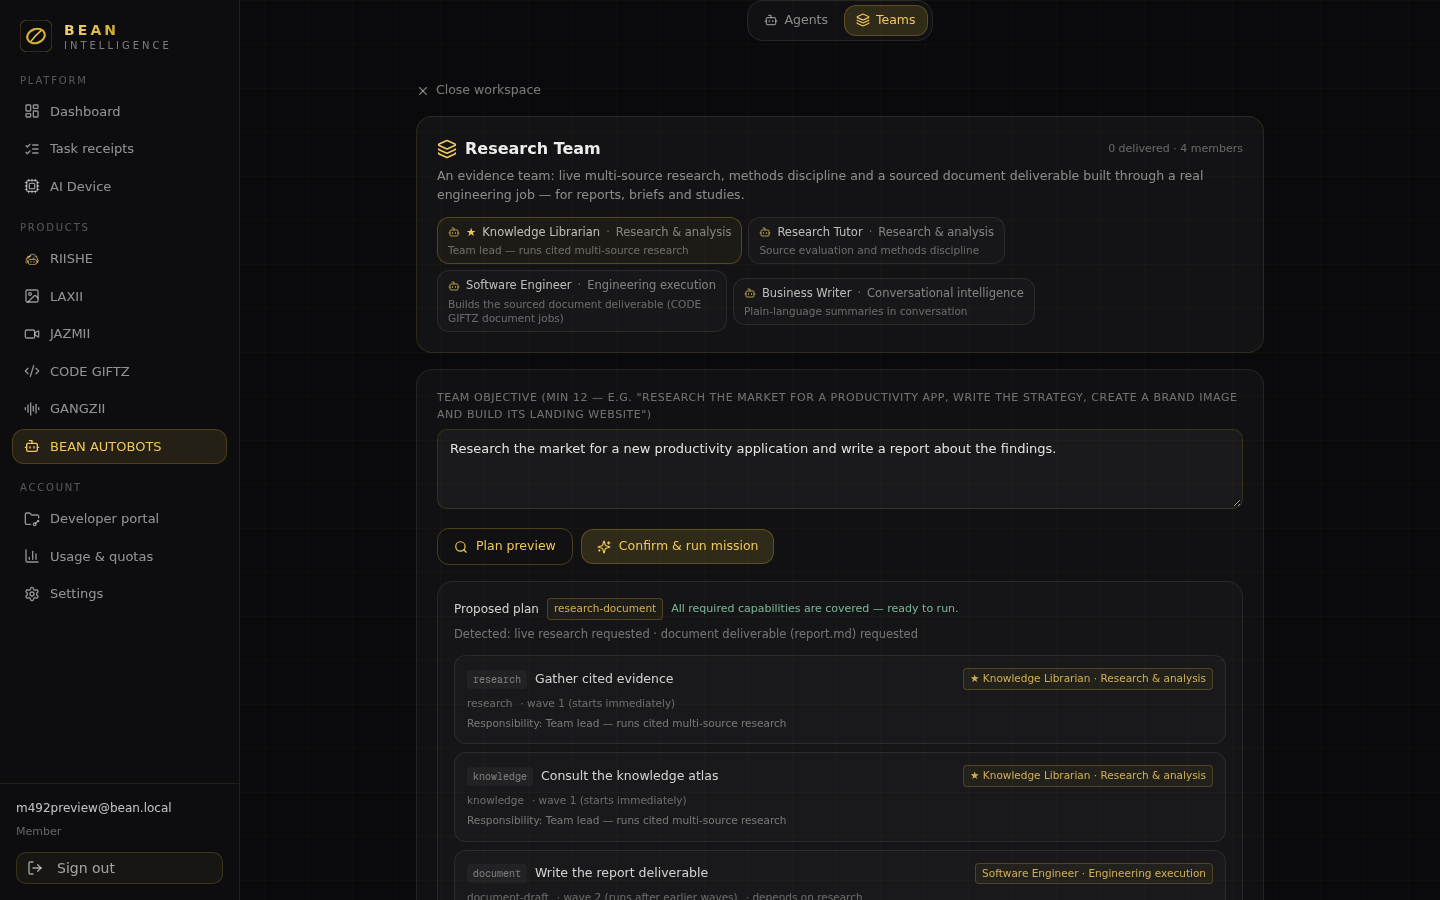 BEAN
INTELLIGENCE
PLATFORM
Dashboard
Task receipts
AI Device
PRODUCTS
RIISHE
LAXII
JAZMII
CODE GIFTZ
GANGZII
BEAN AUTOBOTS
ACCOUNT
Developer portal
Usage & quotas
Settings
m492preview@bean.local
Member
Sign out
Agents
Teams
Close workspace
Research Team
0 delivered · 4 members
An evidence team: live multi-source research, methods discipline and a sourced document deliverable built through a real
engineering job — for reports, briefs and studies.
★ Knowledge Librarian · Research & analysis
Team lead — runs cited multi-source research
Research Tutor · Research & analysis
Source evaluation and methods discipline
Software Engineer · Engineering execution
Builds the sourced document deliverable (CODE
GIFTZ document jobs)
Business Writer · Conversational intelligence
Plain-language summaries in conversation
TEAM OBJECTIVE (MIN 12 — E.G. "RESEARCH THE MARKET FOR A PRODUCTIVITY APP, WRITE THE STRATEGY, CREATE A BRAND IMAGE
AND BUILD ITS LANDING WEBSITE")
Research the market for a new productivity application and write a report about the findings.
Plan preview
Confirm & run mission
Proposed plan
research-document
All required capabilities are covered — ready to run.
Detected: live research requested · document deliverable (report.md) requested
research
Gather cited evidence
★ Knowledge Librarian · Research & analysis
research · wave 1 (starts immediately)
Responsibility: Team lead — runs cited multi-source research
knowledge
Consult the knowledge atlas
★ Knowledge Librarian · Research & analysis
knowledge · wave 1 (starts immediately)
Responsibility: Team lead — runs cited multi-source research
document
Write the report deliverable
Software Engineer · Engineering execution
document-draft · wave 2 (runs after earlier waves) · depends on research